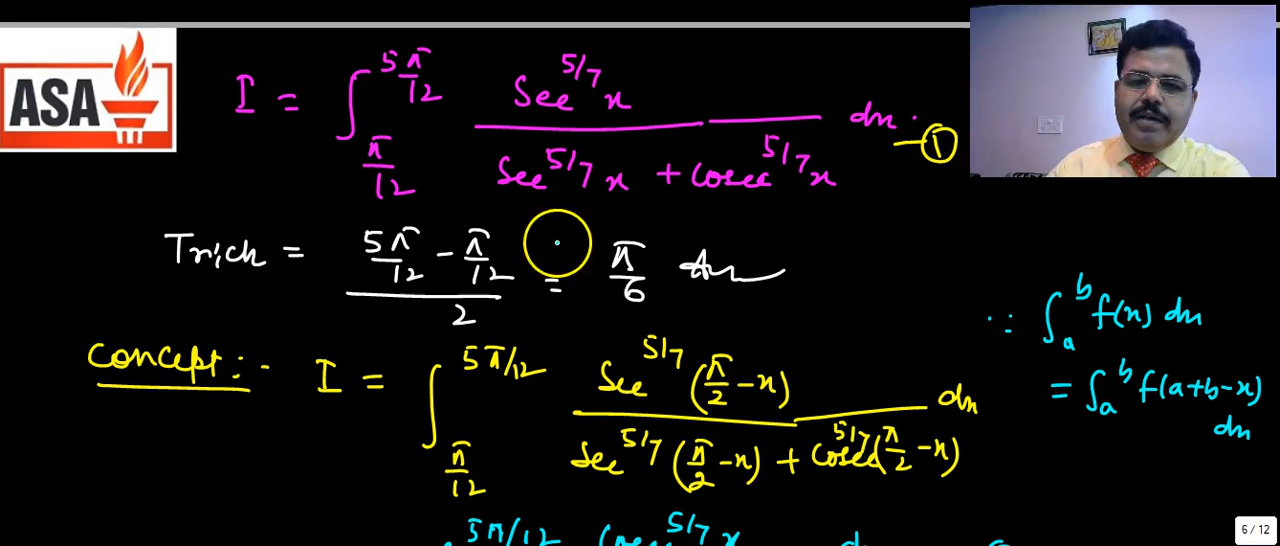 ASA
I = ∫_{π/12}^{5π/12} Sec^{5/7}x / (Sec^{5/7}x + Cosec^{5/7}x) dx. —①
Trick = (5π/12 - π/12) / 2 = π/6 Ans
∵ ∫_a^b f(x) dx
= ∫_a^b f(a+b-x) dx
Concept:- I = ∫_{π/12}^{5π/12} Sec^{5/7}(π/2 - x) / (Sec^{5/7}(π/2 - x) + Cosec^{5/7}(π/2 - x)) dx
5π/12
6 / 12